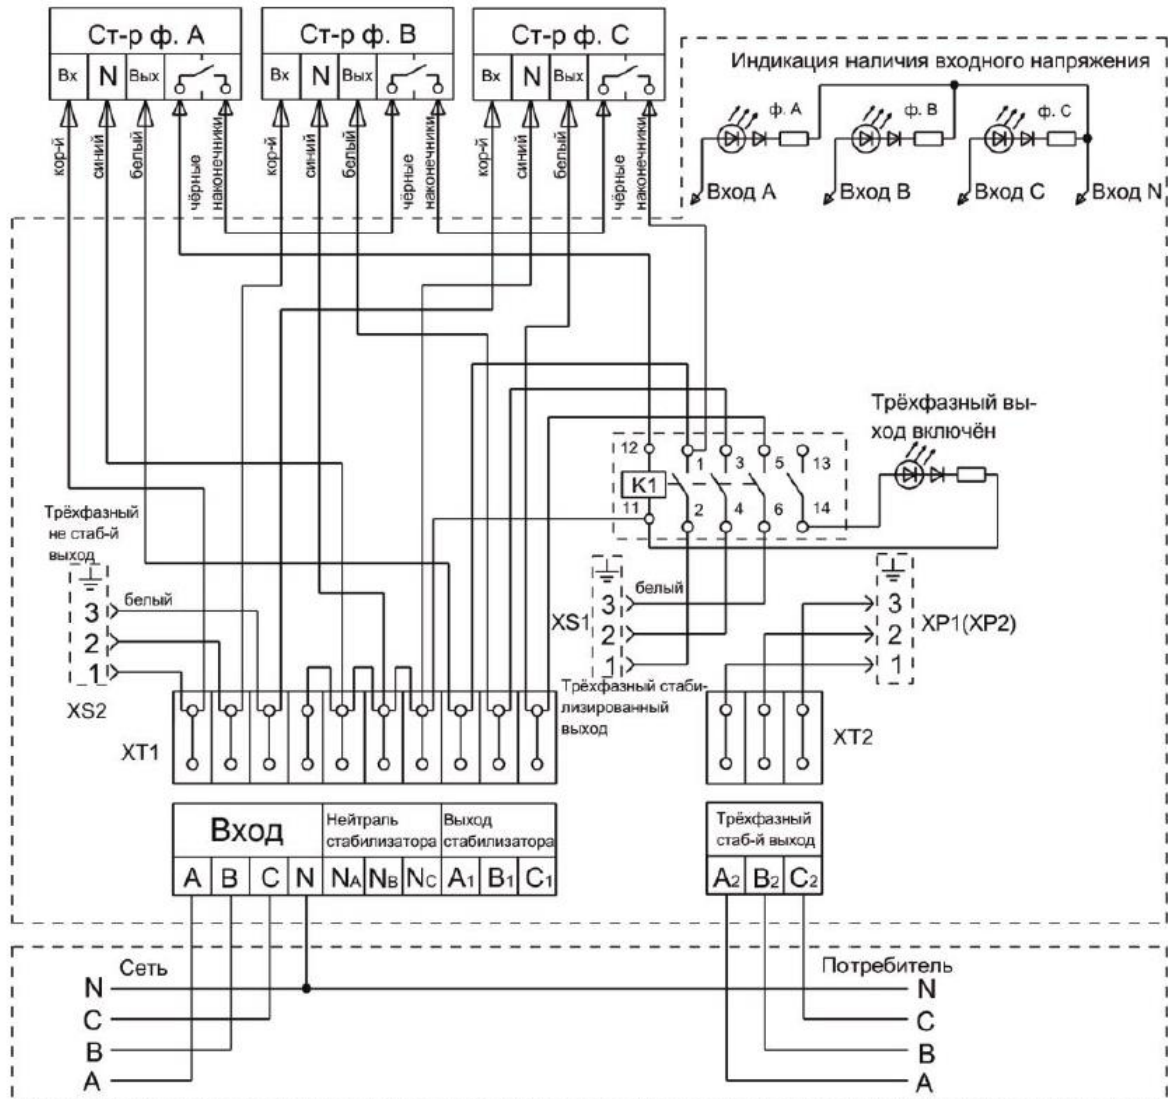 Ст-р ф. А
Ст-р ф. В
Ст-р ф. С
Вх N Вых
Вх N Вых
Вх N Вых
Индикация наличия входного напряжения
ф. А
ф. В
ф. С
Вход А
Вход В
Вход С
Вход N
кор-й
синий
белый
чёрные
наконечники
кор-й
синий
белый
чёрные
наконечники
кор-й
синий
белый
чёрные
наконечники
Трёхфазный вы-
ход включён
12 1 3 5 13
K1
11 2 4 6 14
Трёхфазный
не стаб-й
выход
3 белый
2
1
XS2
XS1
3 белый
2
1
Трёхфазный стаби-
лизированный
выход
3
2
1
XP1(XP2)
XT1
XT2
Вход
Нейтраль
стабилизатора
Выход
стабилизатора
A B C N NA NB NC A1 B1 C1
Трёхфазный
стаб-й выход
A2 B2 C2
Сеть
Потребитель
N N
C C
B B
A A